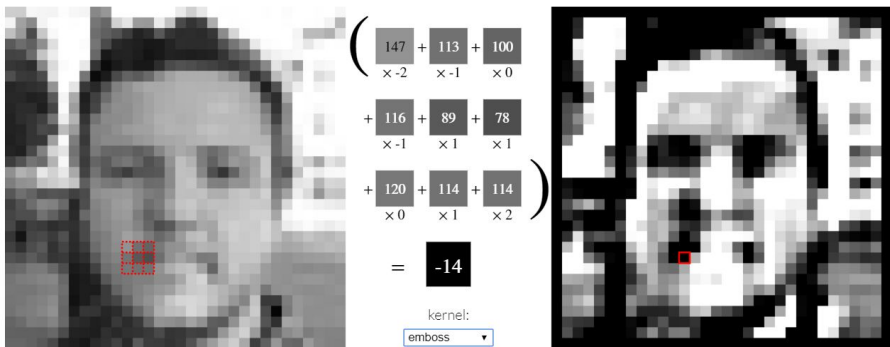 ( 147 + 113 + 100
× -2 × -1 × 0
+ 116 + 89 + 78
× -1 × 1 × 1
+ 120 + 114 + 114 )
× 0 × 1 × 2
= -14
kernel:
emboss